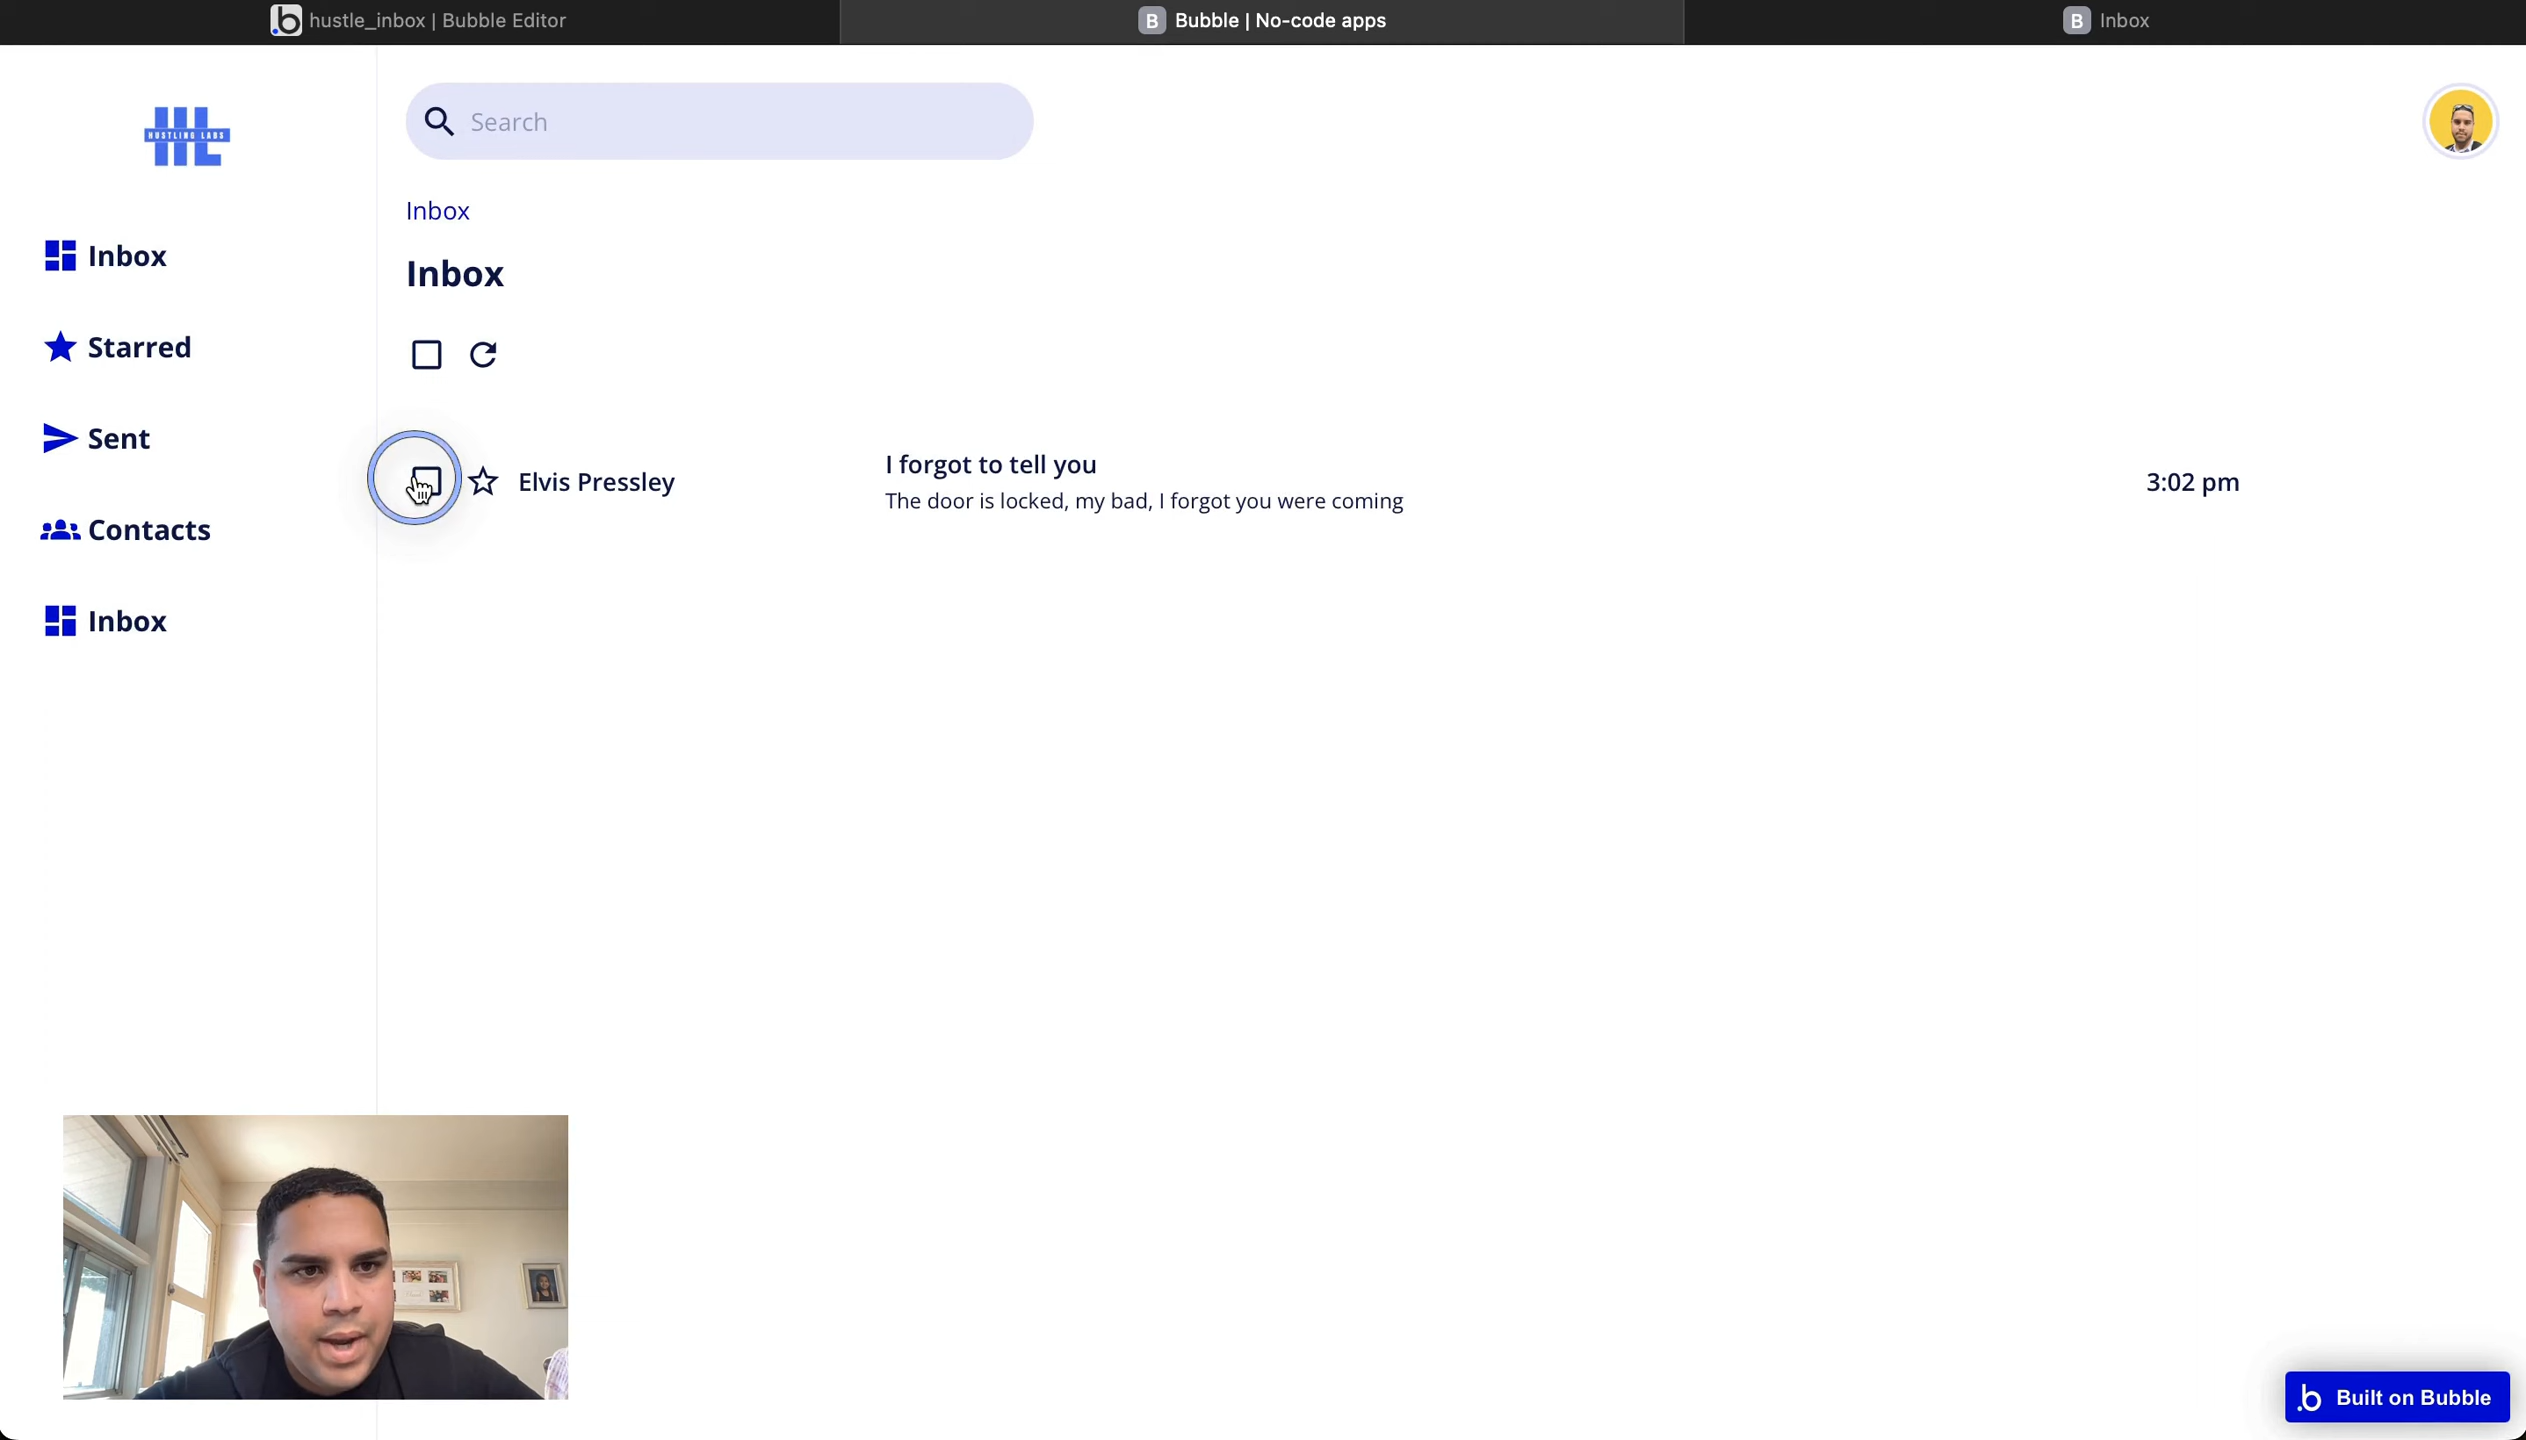 hustle_inbox | Bubble Editor
B Bubble | No-code apps
B Inbox
HUSTLING LABS
Search
Inbox
Inbox
Inbox
Starred
Sent
Contacts
Inbox
Elvis Pressley
I forgot to tell you
The door is locked, my bad, I forgot you were coming
3:02 pm
Built on Bubble